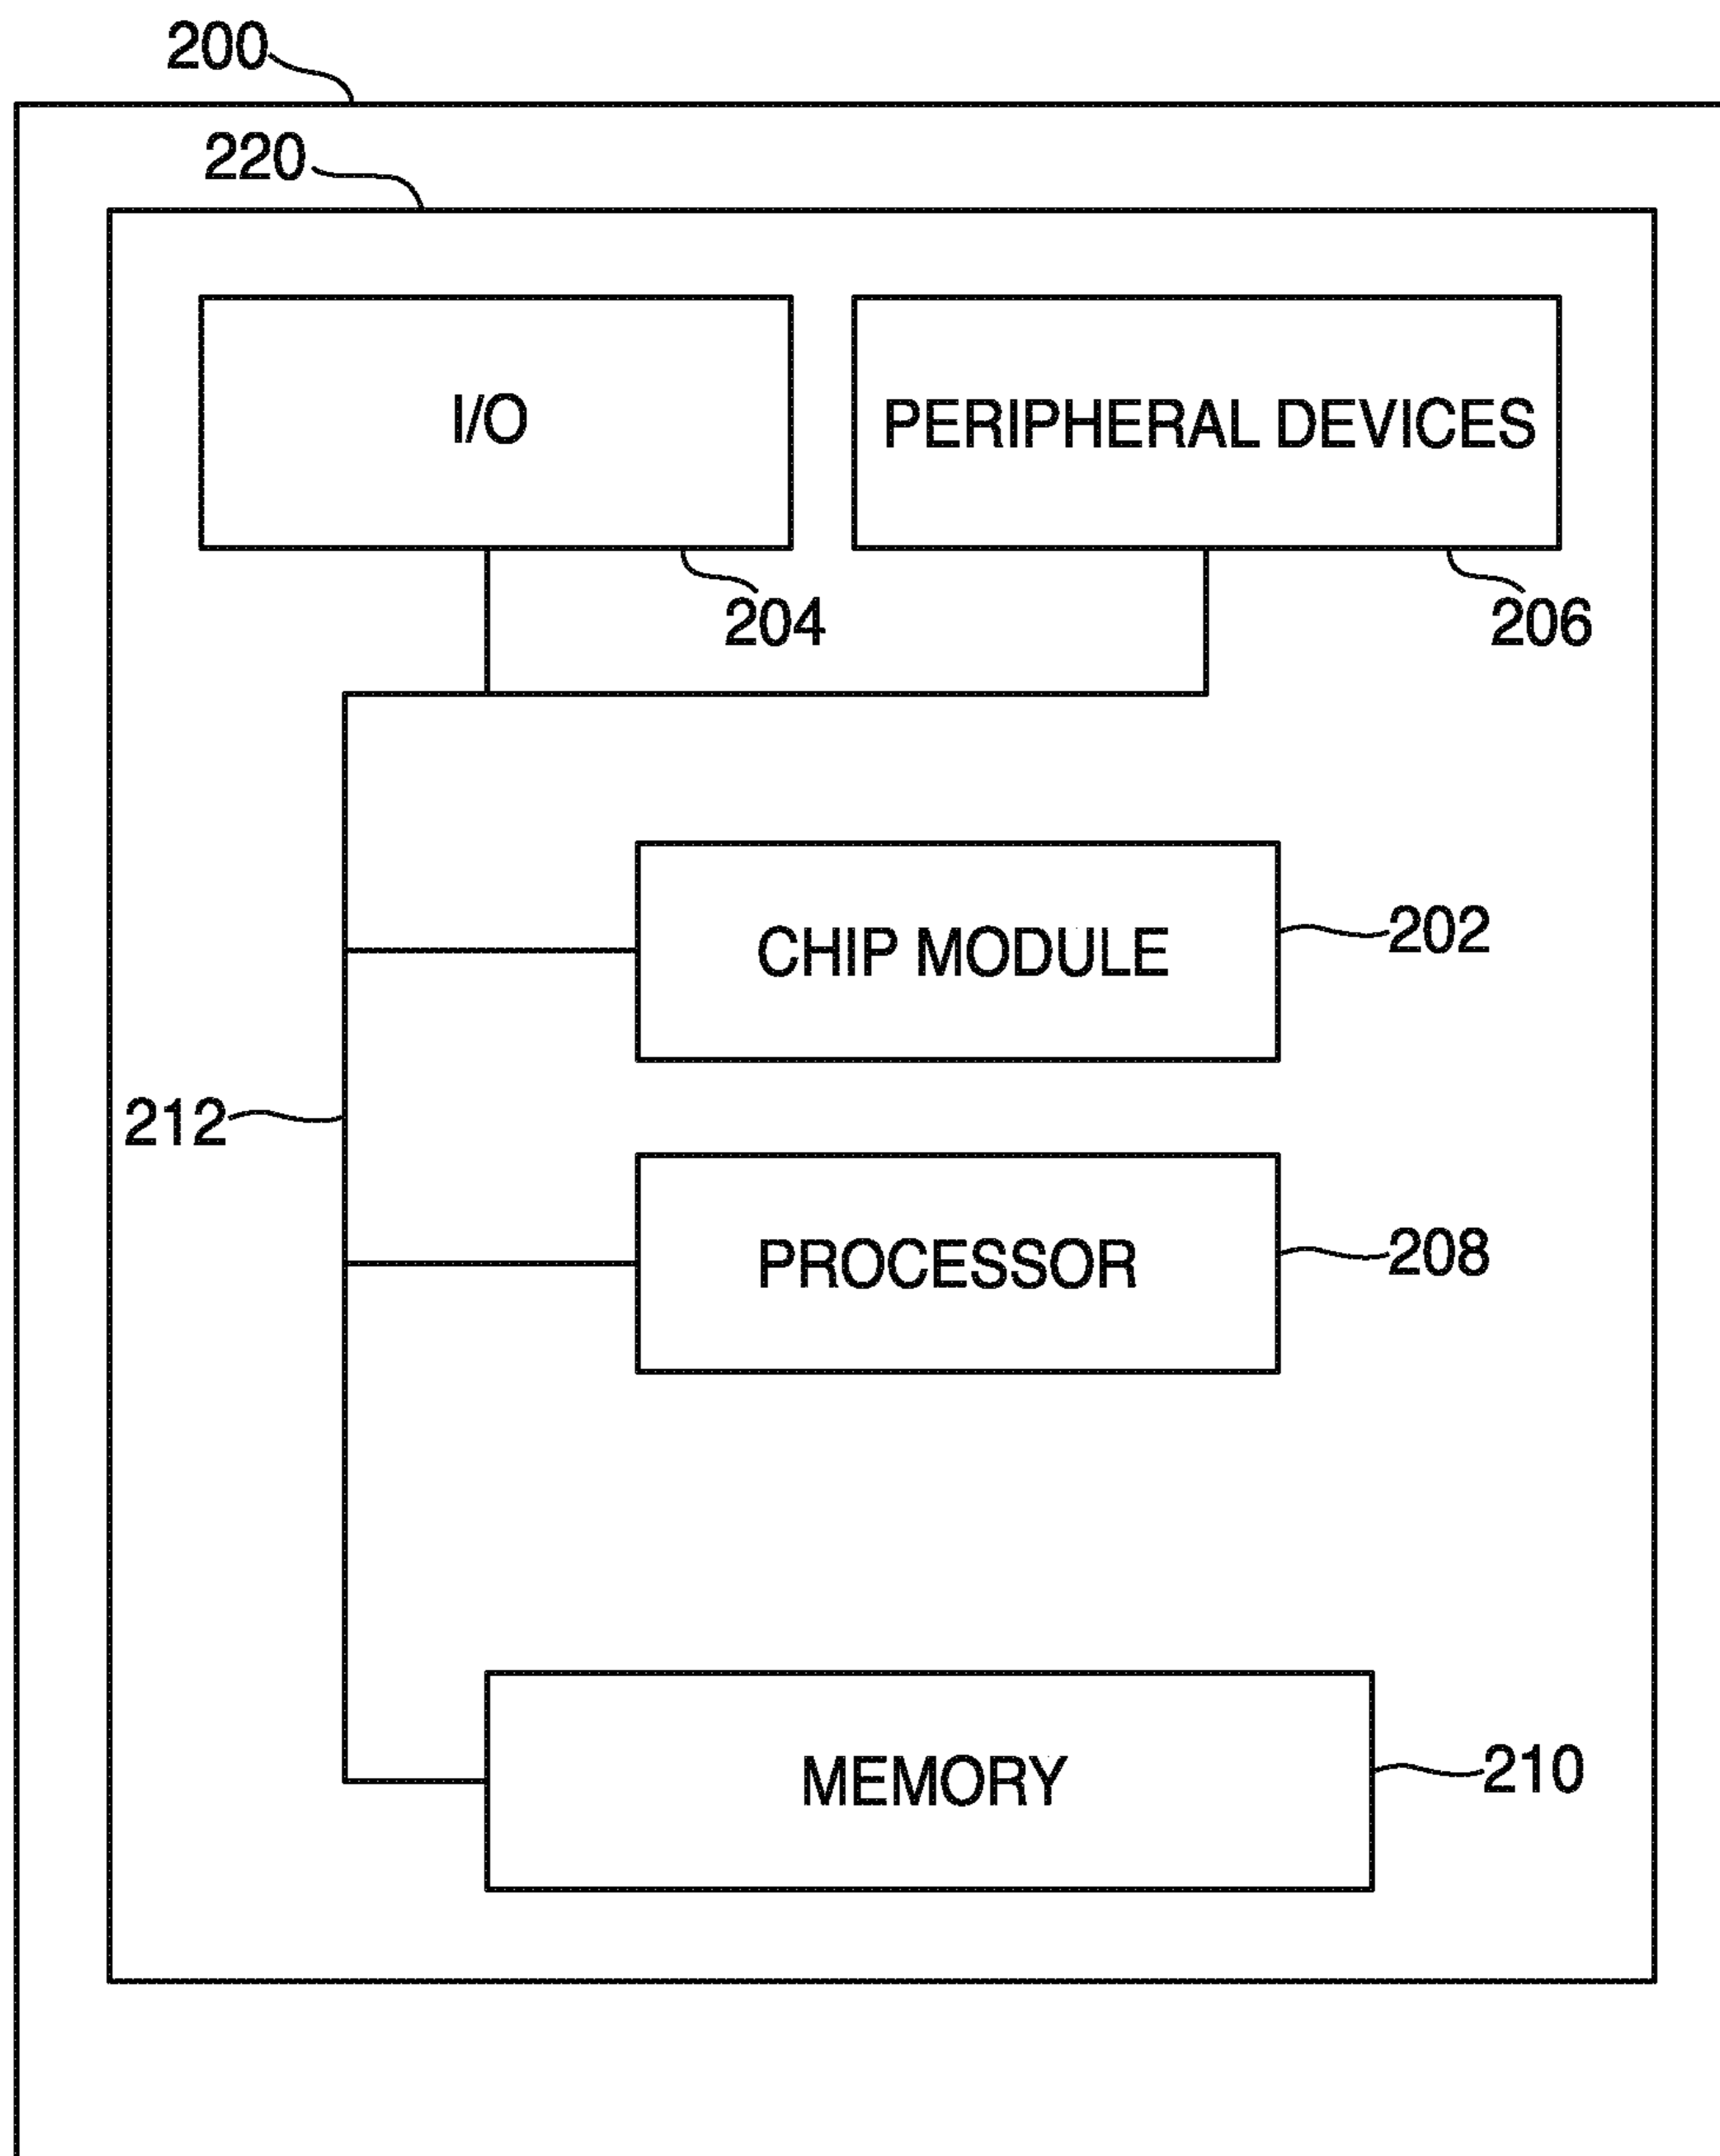 200
220
I/O
PERIPHERAL DEVICES
204
206
CHIP MODULE
202
212
PROCESSOR
208
MEMORY
210